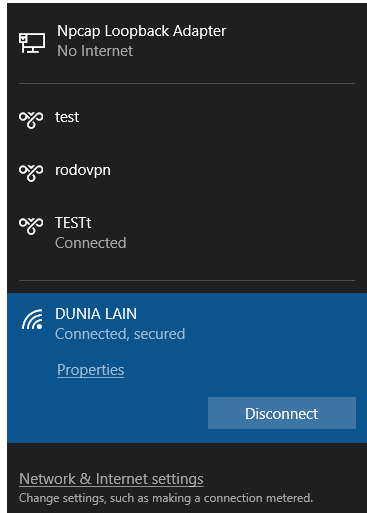 Npcap Loopback Adapter
No Internet
test
rodovpn
TESTt
Connected
DUNIA LAIN
Connected, secured
Properties
Disconnect
Network & Internet settings
Change settings, such as making a connection metered.